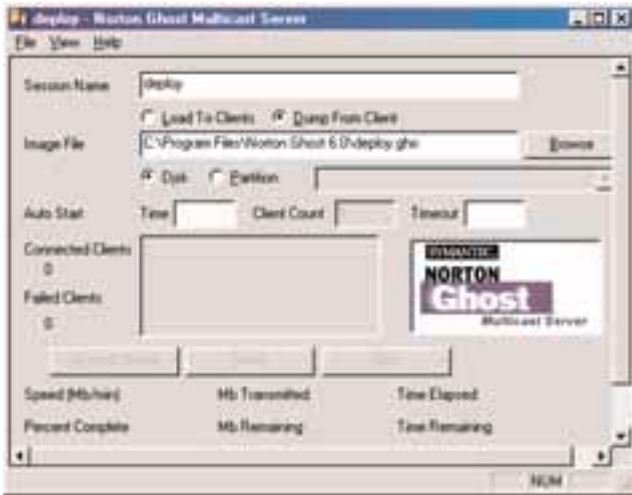 deploy - Norton Ghost Multicast Server
File View Help
Session Name deploy
Load To Clients Dump From Client
Image File C:\Program Files\Norton Ghost 6.0\deploy.gho Browse
Disk Partition
Auto Start Time Client Count Timeout
Connected Clients
0
Failed Clients
0
SYMANTEC.
NORTON
Ghost
Multicast Server
Speed (Mb/min) Mb Transmitted Time Elapsed
Percent Complete Mb Remaining Time Remaining
NUM